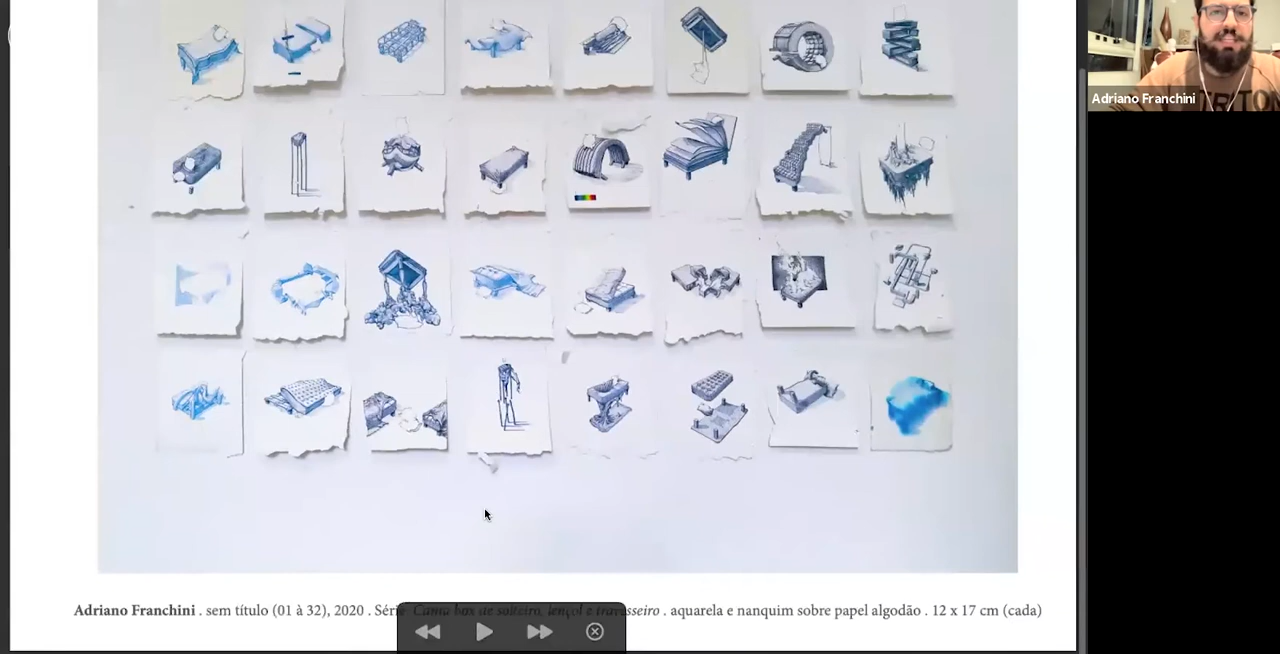 Adriano Franchini
Adriano Franchini . sem título (01 à 32), 2020 . Série Cama box de solteiro, lençol e travesseiro . aquarela e nanquim sobre papel algodão . 12 x 17 cm (cada)